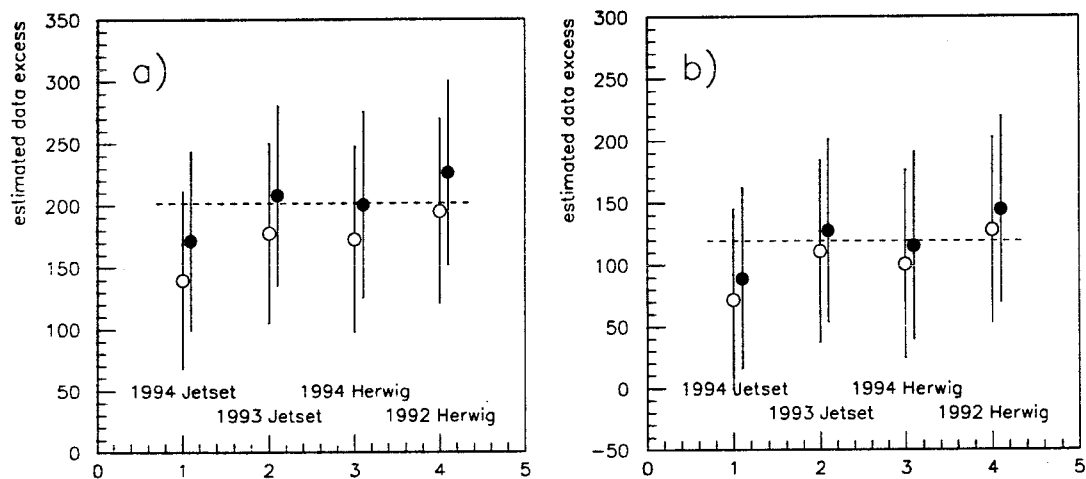 a)
estimated data excess
350
300
250
200
150
100
50
0
1994 Jetset
1994 Herwig
1993 Jetset
1992 Herwig
0 1 2 3 4 5
b)
estimated data excess
300
250
200
150
100
50
0
−50
1994 Jetset
1994 Herwig
1993 Jetset
1992 Herwig
0 1 2 3 4 5